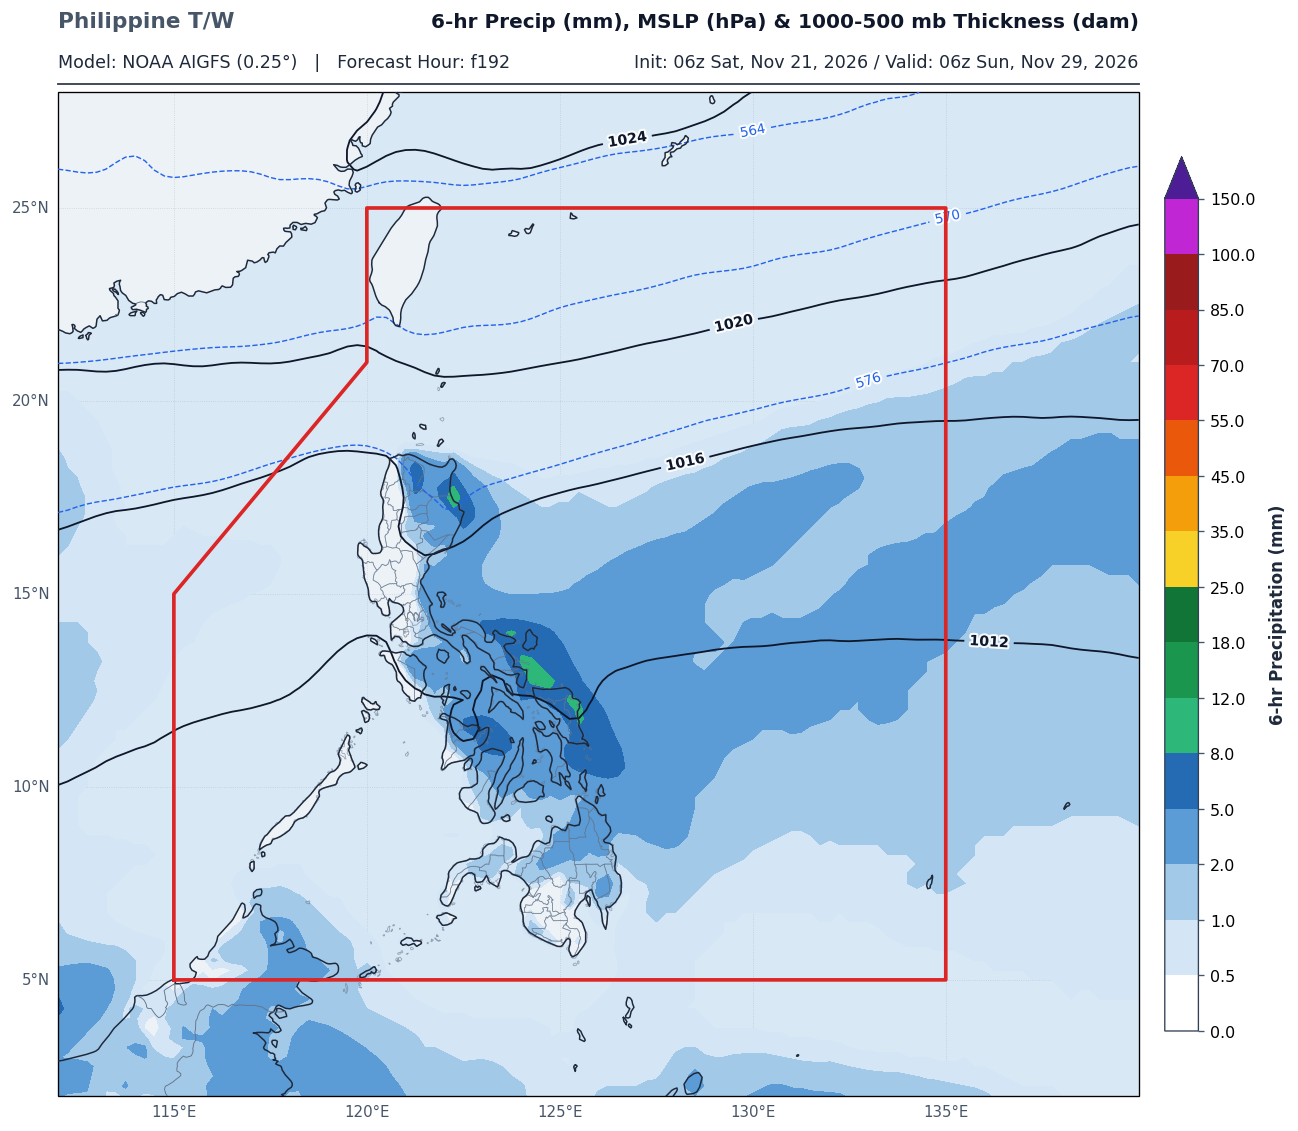 Philippine T/W
6-hr Precip (mm), MSLP (hPa) & 1000-500 mb Thickness (dam)
Model: NOAA AIGFS (0.25°) | Forecast Hour: f192
Init: 06z Sat, Nov 21, 2026 / Valid: 06z Sun, Nov 29, 2026
1024
564
570
1020
576
1016
1012
25°N
20°N
15°N
10°N
5°N
115°E
120°E
125°E
130°E
135°E
150.0
100.0
85.0
70.0
55.0
45.0
35.0
25.0
18.0
12.0
8.0
5.0
2.0
1.0
0.5
0.0
6-hr Precipitation (mm)